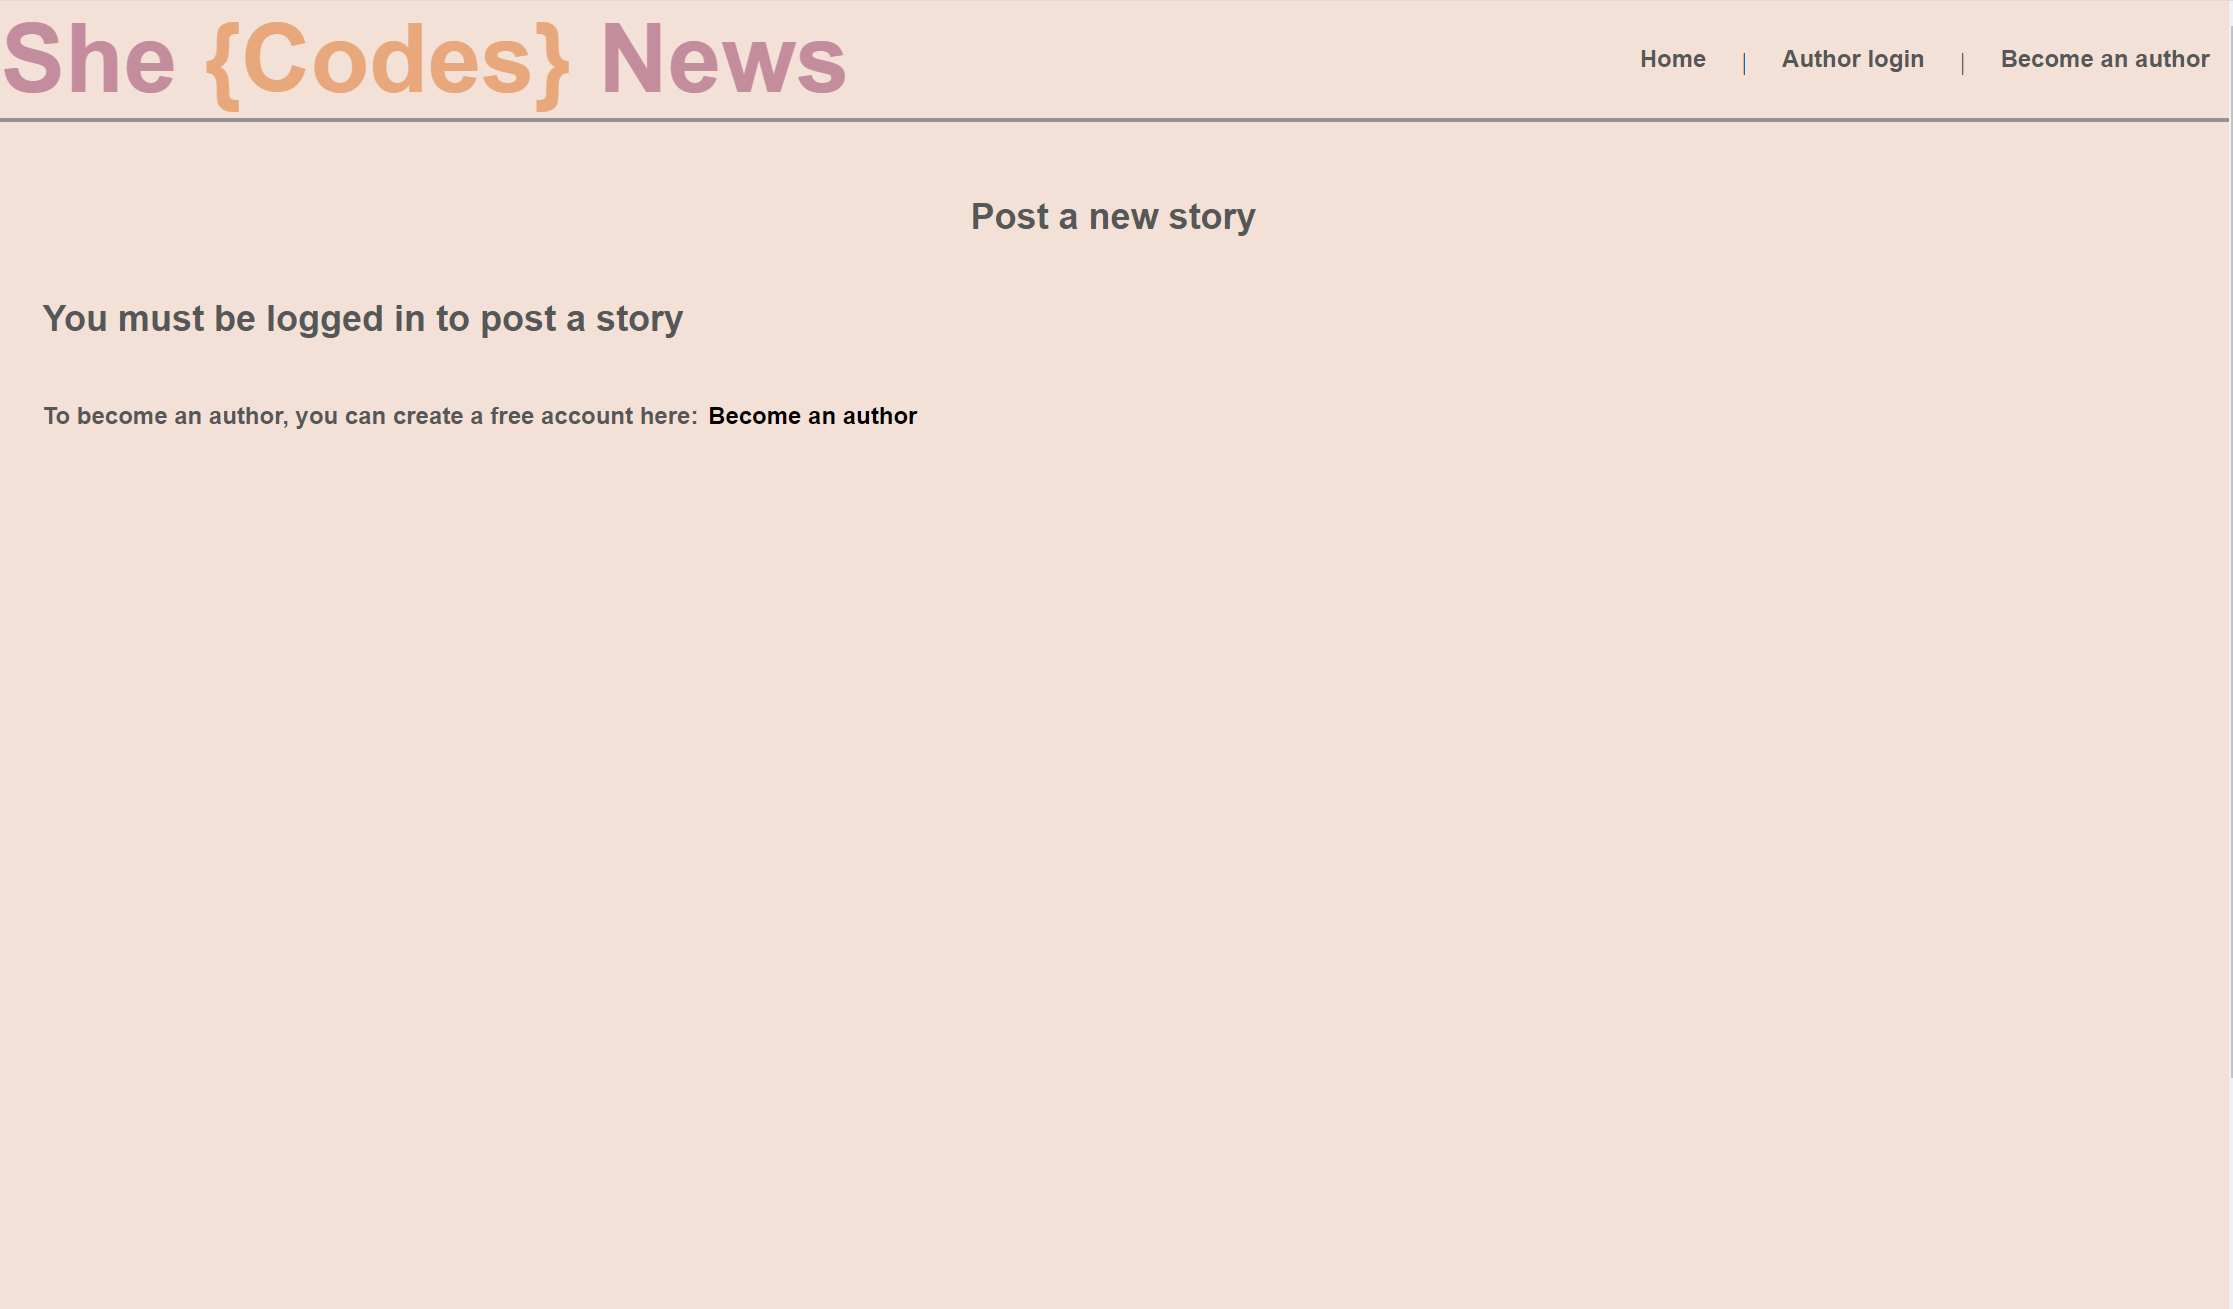 She {Codes} News
Home | Author login | Become an author
Post a new story
You must be logged in to post a story
To become an author, you can create a free account here: Become an author